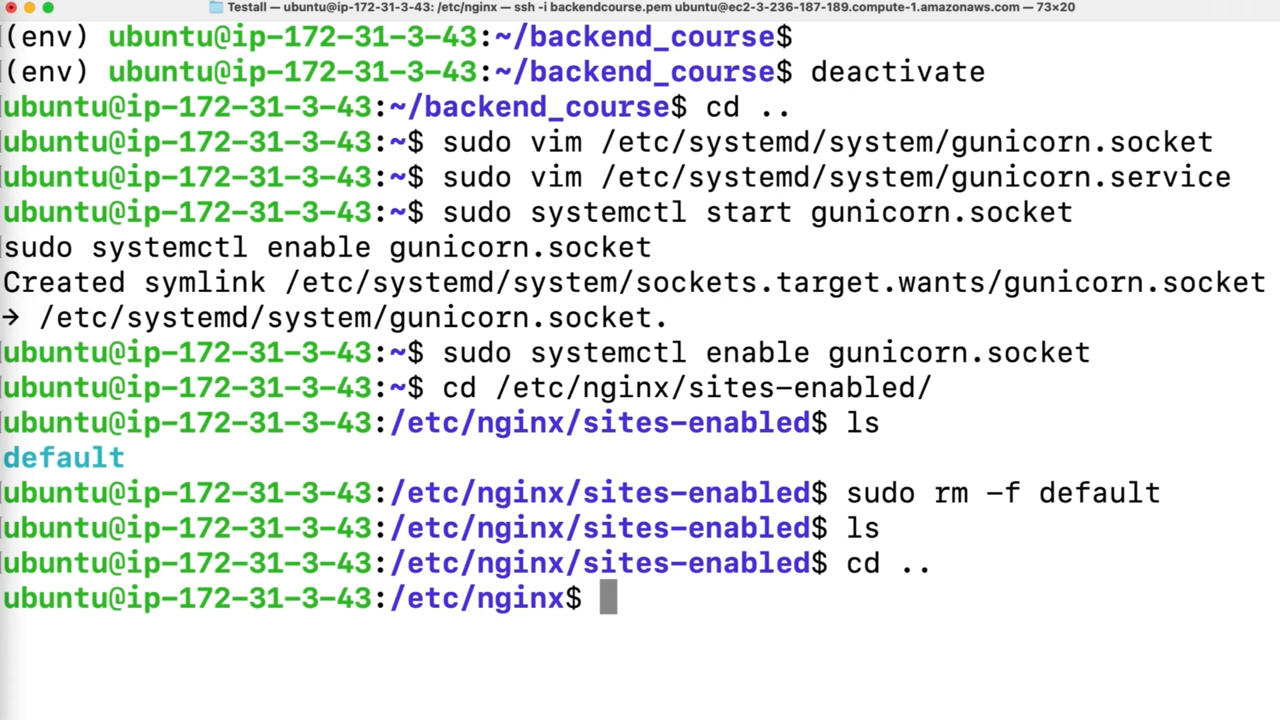 Testall — ubuntu@ip-172-31-3-43: /etc/nginx — ssh -i backendcourse.pem ubuntu@ec2-3-236-187-189.compute-1.amazonaws.com — 73×20
(env) ubuntu@ip-172-31-3-43:~/backend_course$
(env) ubuntu@ip-172-31-3-43:~/backend_course$ deactivate
ubuntu@ip-172-31-3-43:~/backend_course$ cd ..
ubuntu@ip-172-31-3-43:~$ sudo vim /etc/systemd/system/gunicorn.socket
ubuntu@ip-172-31-3-43:~$ sudo vim /etc/systemd/system/gunicorn.service
ubuntu@ip-172-31-3-43:~$ sudo systemctl start gunicorn.socket
sudo systemctl enable gunicorn.socket
Created symlink /etc/systemd/system/sockets.target.wants/gunicorn.socket
→ /etc/systemd/system/gunicorn.socket.
ubuntu@ip-172-31-3-43:~$ sudo systemctl enable gunicorn.socket
ubuntu@ip-172-31-3-43:~$ cd /etc/nginx/sites-enabled/
ubuntu@ip-172-31-3-43:/etc/nginx/sites-enabled$ ls
default
ubuntu@ip-172-31-3-43:/etc/nginx/sites-enabled$ sudo rm -f default
ubuntu@ip-172-31-3-43:/etc/nginx/sites-enabled$ ls
ubuntu@ip-172-31-3-43:/etc/nginx/sites-enabled$ cd ..
ubuntu@ip-172-31-3-43:/etc/nginx$